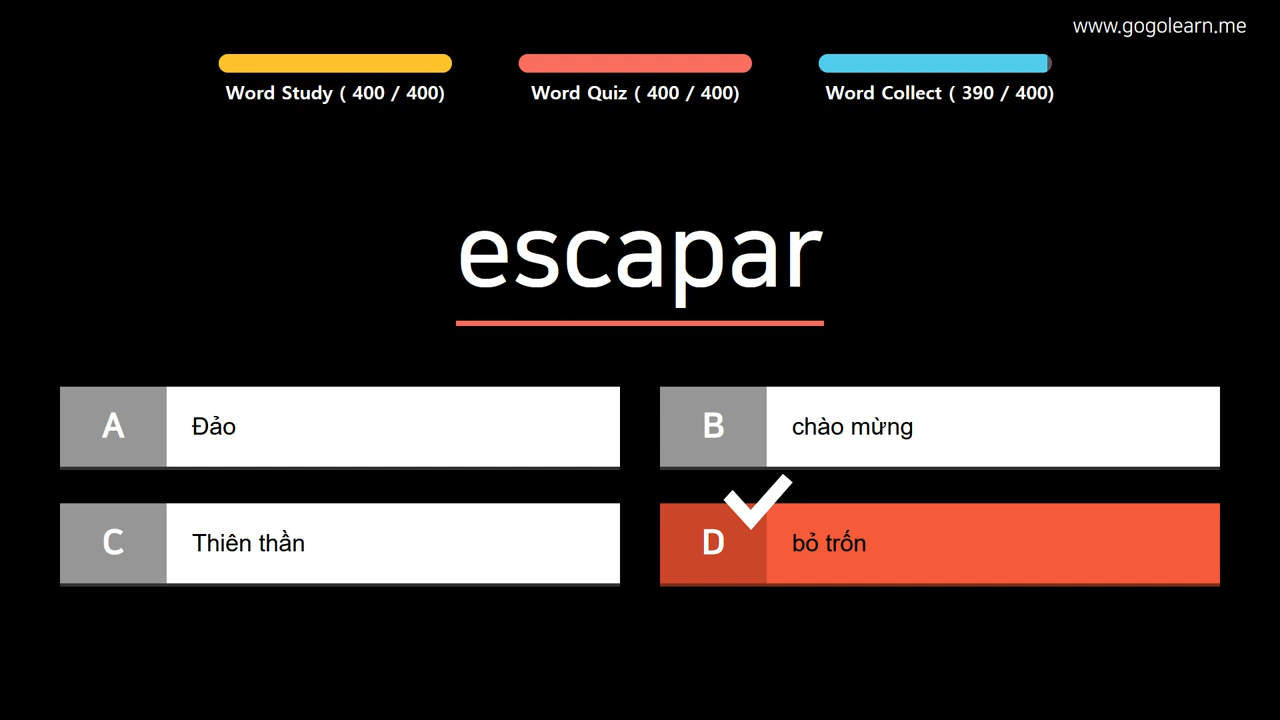 www.gogolearn.me
Word Study ( 400 / 400)
Word Quiz ( 400 / 400)
Word Collect ( 390 / 400)
escapar
A Đảo
B chào mừng
C Thiên thần
D bỏ trốn